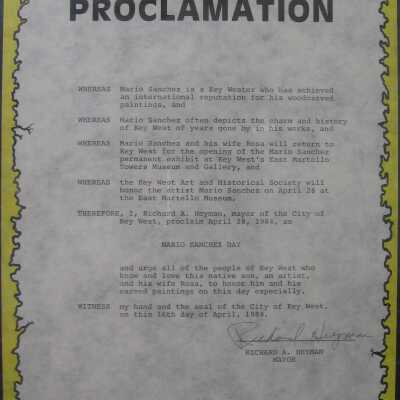 PROCLAMATION
WHEREAS Mario Sanchez is a Key Wester who has achieved
an international reputation for his woodcarved
paintings, and
WHEREAS Mario Sanchez often depicts the charm and history
of Key West of years gone by in his works, and
WHEREAS Mario Sanchez and his wife Rosa will return to
Key West for the opening of the Mario Sanchez
permanent exhibit at Key West's East Martello
Towers Museum and Gallery, and
WHEREAS the Key West Art and Historical Society will
honor the artist Mario Sanchez on April 28 at
the East Martello Museum,
THEREFORE, I, Richard A. Heyman, mayor of the City of
Key West, proclaim April 28, 1984, as
MARIO SANCHEZ DAY
and urge all of the people of Key West who
know and love this native son, an artist,
and his wife Rosa, to honor him and his
carved paintings on this day especially.
WITNESS my hand and the seal of the City of Key West,
on this 16th day of April, 1984.
Richard Heyman
RICHARD A. HEYMAN
MAYOR